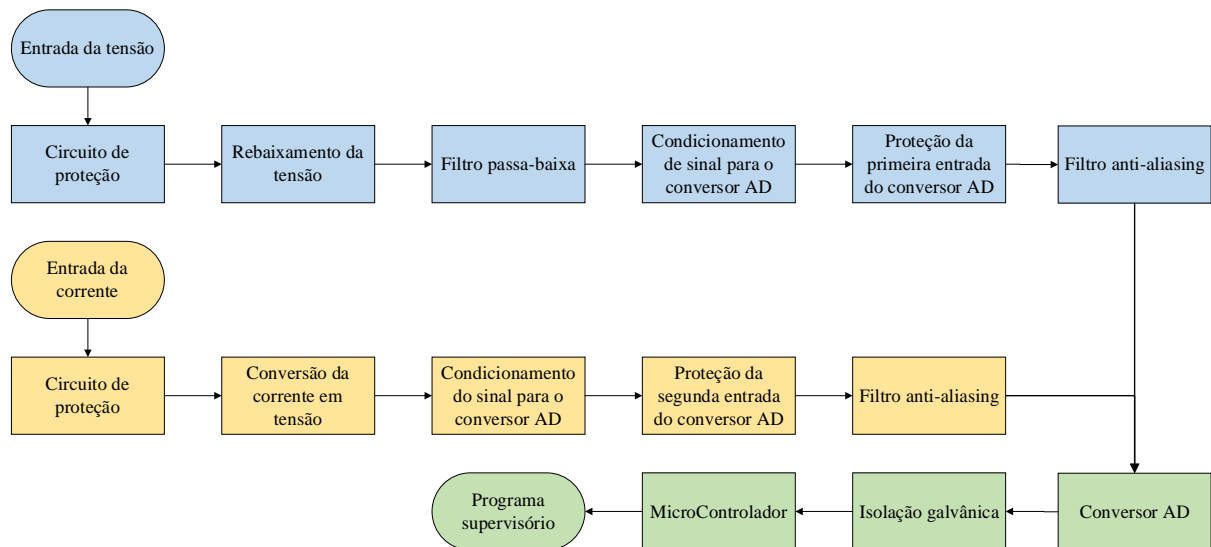 Entrada da tensão
Circuito de
proteção
Rebaixamento da
tensão
Filtro passa-baixa
Condicionamento
de sinal para o
conversor AD
Proteção da
primeira entrada
do conversor AD
Filtro anti-aliasing
Entrada da
corrente
Circuito de
proteção
Conversão da
corrente em
tensão
Condicionamento
do sinal para o
conversor AD
Proteção da
segunda entrada
do conversor AD
Filtro anti-aliasing
Programa
supervisório
MicroControlador
Isolação galvânica
Conversor AD